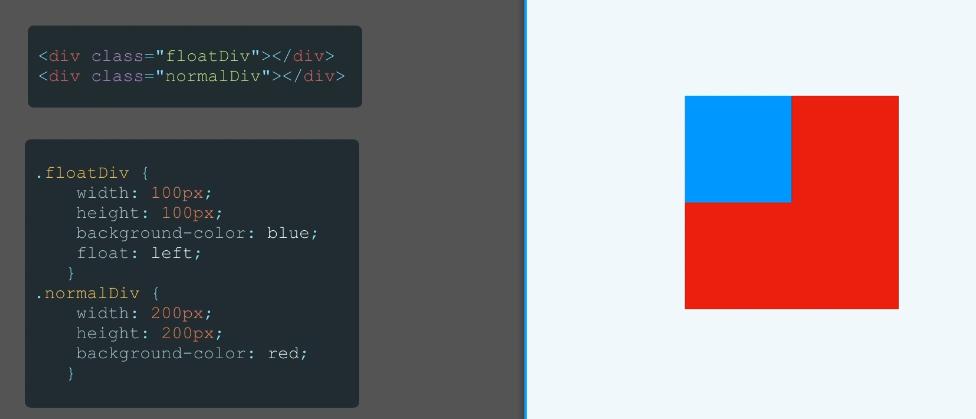 <div class="floatDiv"></div>
<div class="normalDiv"></div>
.floatDiv {
width: 100px;
height: 100px;
background-color: blue;
float: left;
}
.normalDiv {
width: 200px;
height: 200px;
background-color: red;
}